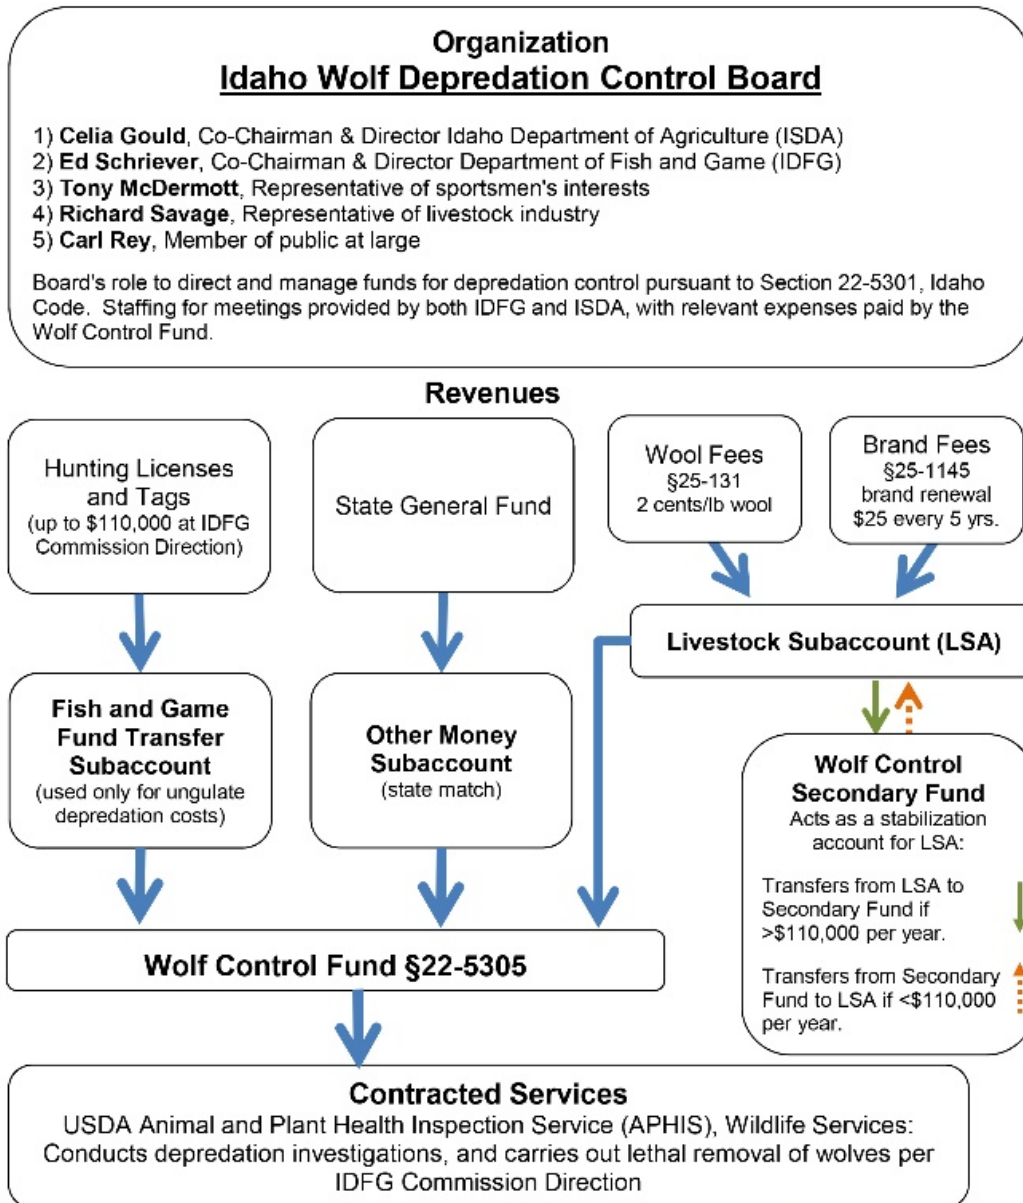 Organization
Idaho Wolf Depredation Control Board
1) Celia Gould, Co-Chairman & Director Idaho Department of Agriculture (ISDA)
2) Ed Schriever, Co-Chairman & Director Department of Fish and Game (IDFG)
3) Tony McDermott, Representative of sportsmen's interests
4) Richard Savage, Representative of livestock industry
5) Carl Rey, Member of public at large
Board's role to direct and manage funds for depredation control pursuant to Section 22-5301, Idaho
Code. Staffing for meetings provided by both IDFG and ISDA, with relevant expenses paid by the
Wolf Control Fund.
Revenues
Hunting Licenses
and Tags
(up to $110,000 at IDFG
Commission Direction)
State General Fund
Wool Fees
§25-131
2 cents/lb wool
Brand Fees
§25-1145
brand renewal
$25 every 5 yrs.
Livestock Subaccount (LSA)
Fish and Game
Fund Transfer
Subaccount
(used only for ungulate
depredation costs)
Other Money
Subaccount
(state match)
Wolf Control
Secondary Fund
Acts as a stabilization
account for LSA:
Transfers from LSA to
Secondary Fund if
>$110,000 per year.
Transfers from Secondary
Fund to LSA if <$110,000
per year.
Wolf Control Fund §22-5305
Contracted Services
USDA Animal and Plant Health Inspection Service (APHIS), Wildlife Services:
Conducts depredation investigations, and carries out lethal removal of wolves per
IDFG Commission Direction